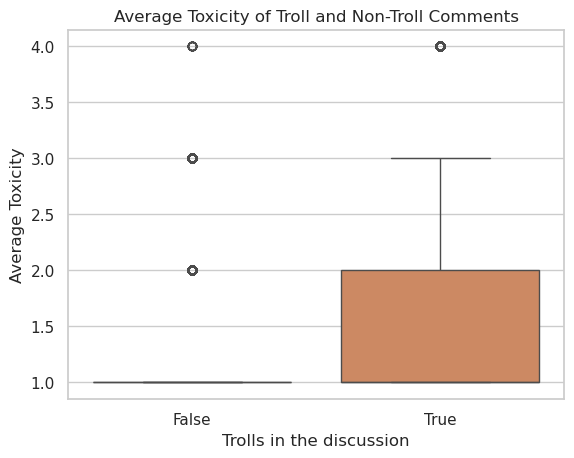 Average Toxicity of Troll and Non-Troll Comments
4.0
3.5
3.0
2.5
2.0
1.5
1.0
Average Toxicity
False
True
Trolls in the discussion